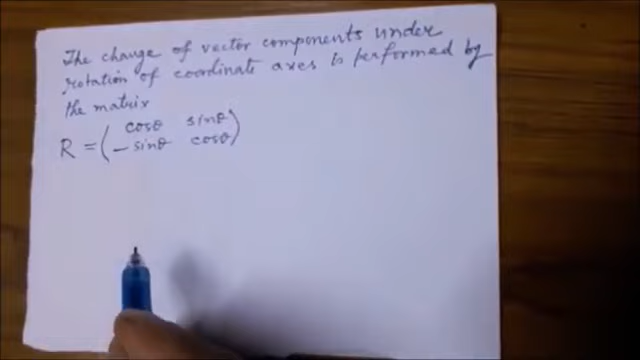 The change of vector components under
rotation of coordinate axes is performed by
the matrix
R = ( cosθ sinθ
-sinθ cosθ )